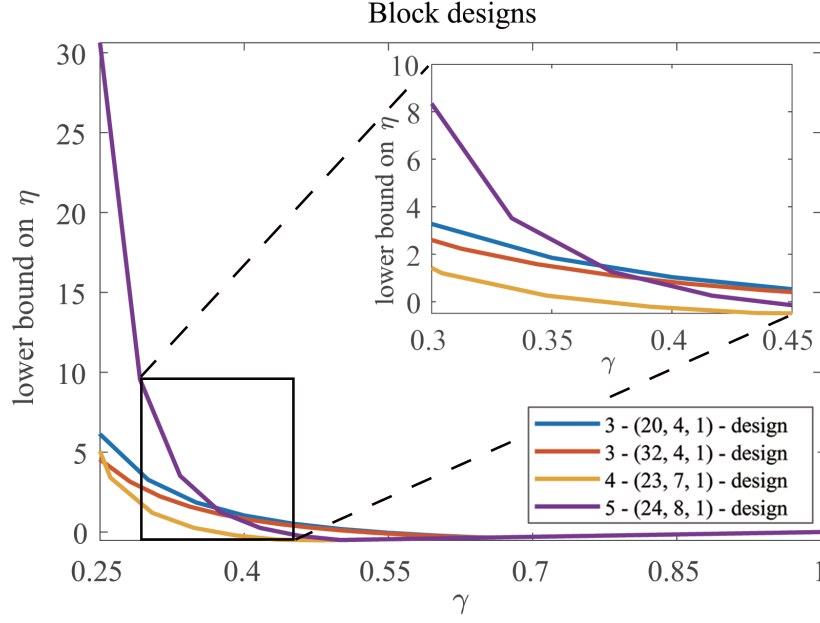 Block designs
lower bound on η
30
25
20
15
10
5
0
0.25
0.4
0.55
0.7
0.85
1
γ
lower bound on η
10
8
6
4
2
0
0.3
0.35
0.4
0.45
γ
3 - (20, 4, 1) - design
3 - (32, 4, 1) - design
4 - (23, 7, 1) - design
5 - (24, 8, 1) - design